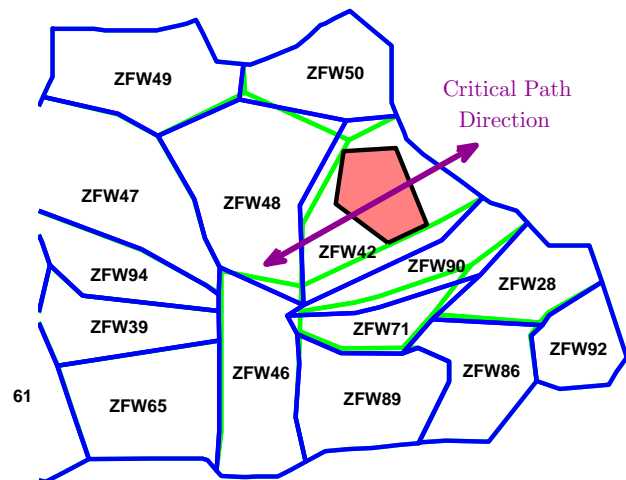 ZFW49
ZFW50
Critical Path
Direction
ZFW47
ZFW48
ZFW42
ZFW90
ZFW94
ZFW28
ZFW39
ZFW71
ZFW92
ZFW46
ZFW86
61
ZFW65
ZFW89